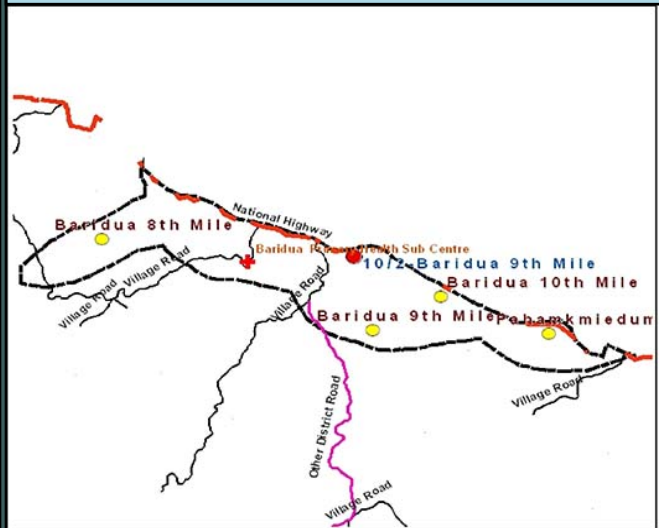 National Highway
Baridua 8th Mile
Baridua Primary Health Sub Centre
10/2-Baridua 9th Mile
Village Road
Village Road
Village Road
Baridua 10th Mile
Baridua 9th Mile
Pahamkmiedum
Village Road
Other District Road
Village Road